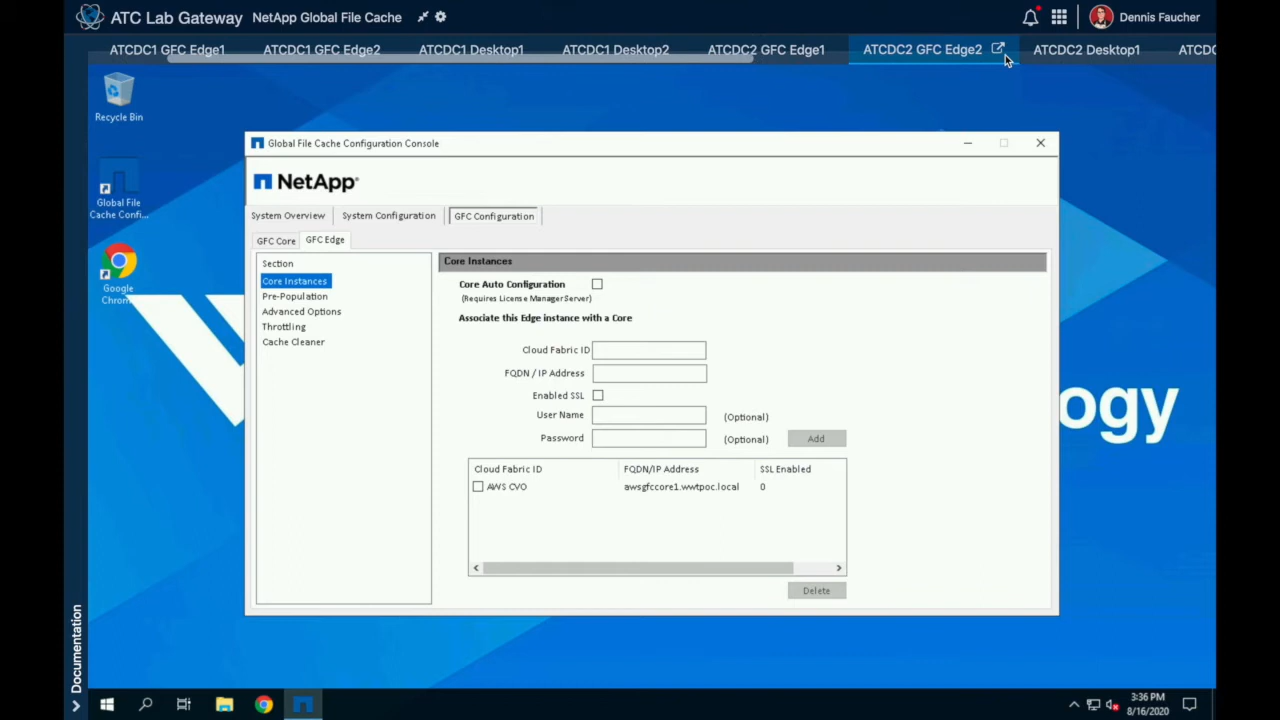 ATC Lab Gateway NetApp Global File Cache Dennis Faucher
ATCDC1 GFC Edge1 ATCDC1 GFC Edge2 ATCDC1 Desktop1 ATCDC1 Desktop2 ATCDC2 GFC Edge1 ATCDC2 GFC Edge2 ATCDC2 Desktop1 ATCDC
Recycle Bin
Global File
Cache Confi...
Google
Chrom
Global File Cache Configuration Console
NetApp®
System Overview System Configuration GFC Configuration
GFC Core GFC Edge
Section
Core Instances
Pre-Population
Advanced Options
Throttling
Cache Cleaner
Core Instances
Core Auto Configuration
(Requires License Manager Server)
Associate this Edge instance with a Core
Cloud Fabric ID
FQDN / IP Address
Enabled SSL
User Name (Optional)
Password (Optional) Add
Cloud Fabric ID FQDN/IP Address SSL Enabled
AWS CVO awsgfccore1.wwtpoc.local 0
Delete
ogy
Documentation
3:36 PM
8/16/2020